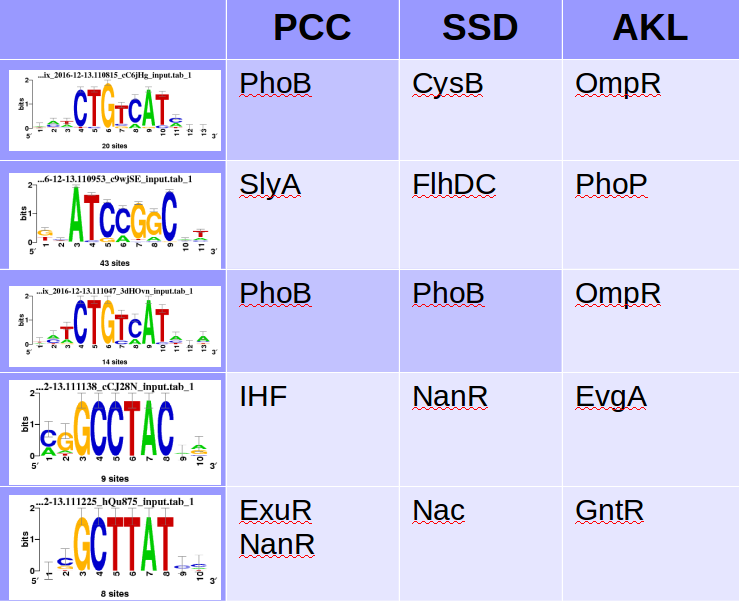 PCC SSD AKL
...ix_2016-12-13.110815_cC6jHg_input.tab_1
2
1
0
bits
CTGTCAT
1 2 3 4 5 6 7 8 9 10 11 12 13
5′ 3′
20 sites
PhoB CysB OmpR
...6-12-13.110953_c9wjSE_input.tab_1
2
1
0
bits
ATCCGGC
1 2 3 4 5 6 7 8 9 10 11
5′ 3′
43 sites
SlyA FlhDC PhoP
...ix_2016-12-13.111047_3dHOvn_input.tab_1
2
1
0
bits
TCTGTCAT
1 2 3 4 5 6 7 8 9 10 11 12 13
5′ 3′
14 sites
PhoB PhoB OmpR
...2-13.111138_cCJ28N_input.tab_1
2
1
0
bits
CGGCCTAC
1 2 3 4 5 6 7 8 9 10
5′ 3′
9 sites
IHF NanR EvgA
...2-13.111225_hQu875_input.tab_1
2
1
0
bits
CGCTTAT
1 2 3 4 5 6 7 8 9 10
5′ 3′
8 sites
ExuR Nac GntR
NanR